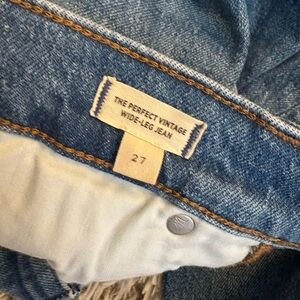 THE PERFECT VINTAGE
WIDE-LEG JEAN
27